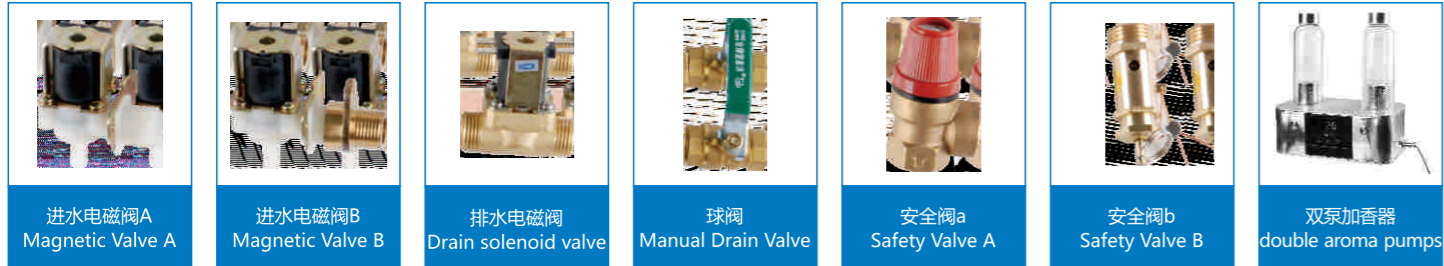 进水电磁阀A
Magnetic Valve A
进水电磁阀B
Magnetic Valve B
排水电磁阀
Drain solenoid valve
球阀
Manual Drain Valve
安全阀a
Safety Valve A
安全阀b
Safety Valve B
双泵加香器
double aroma pumps